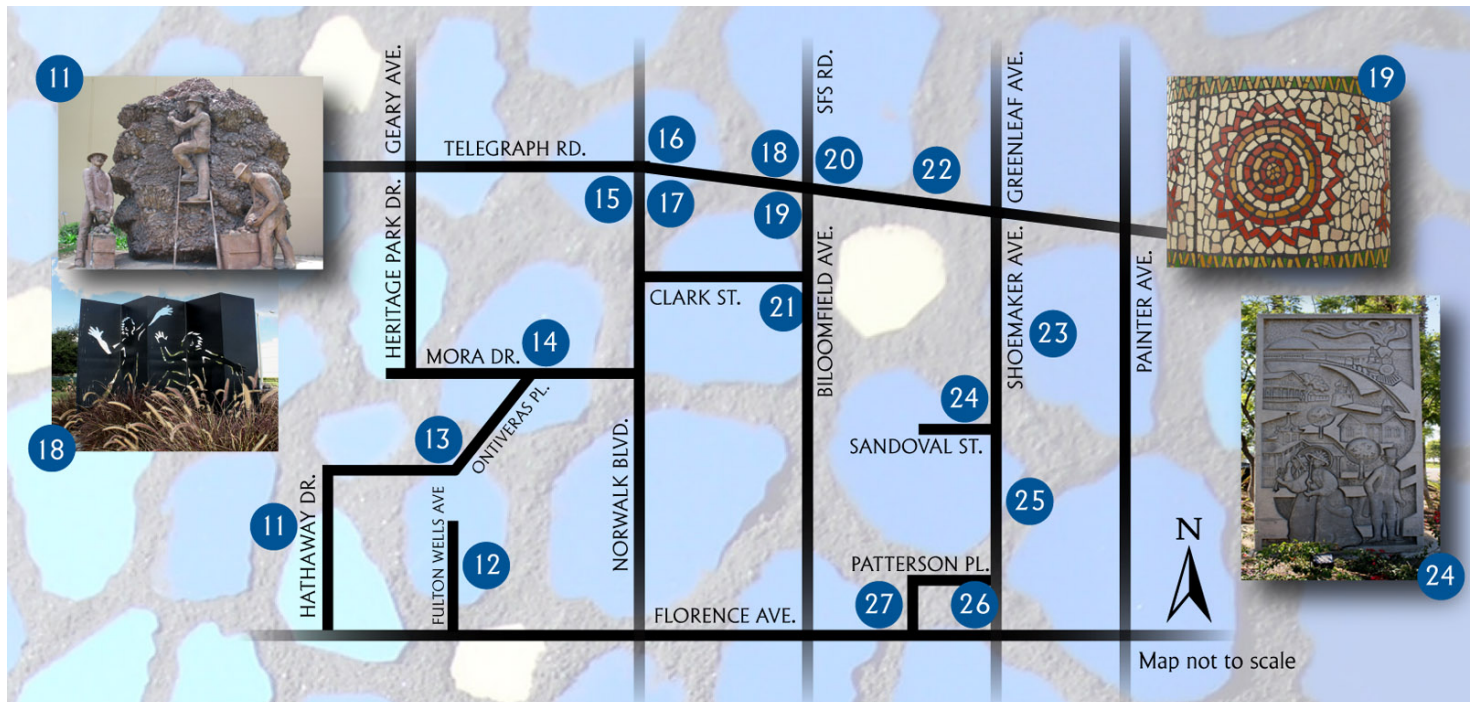 11
19
GEARY AVE.
SFS RD.
GREENLEAF AVE.
TELEGRAPH RD.
16
18
20
22
15
17
19
HERITAGE PARK DR.
BLOOMFIELD AVE.
SHOEMAKER AVE.
PAINTER AVE.
CLARK ST.
21
23
14
MORA DR.
24
18
13
ONTIVERAS PL.
NORWALK BLVD.
SANDOVAL ST.
HATHAWAY DR.
11
FULTON WELLS AVE
12
25
N
PATTERSON PL.
27
26
24
FLORENCE AVE.
Map not to scale